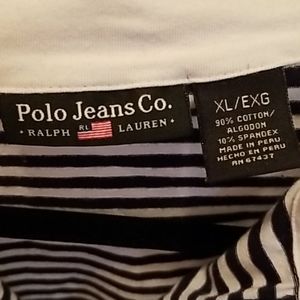 Polo Jeans Co.
• RALPH RL LAUREN •
XL/EXG
90% COTTON/
ALGODON
10% SPANDEX
MADE IN PERU
HECHO EN PERU
RN 67437